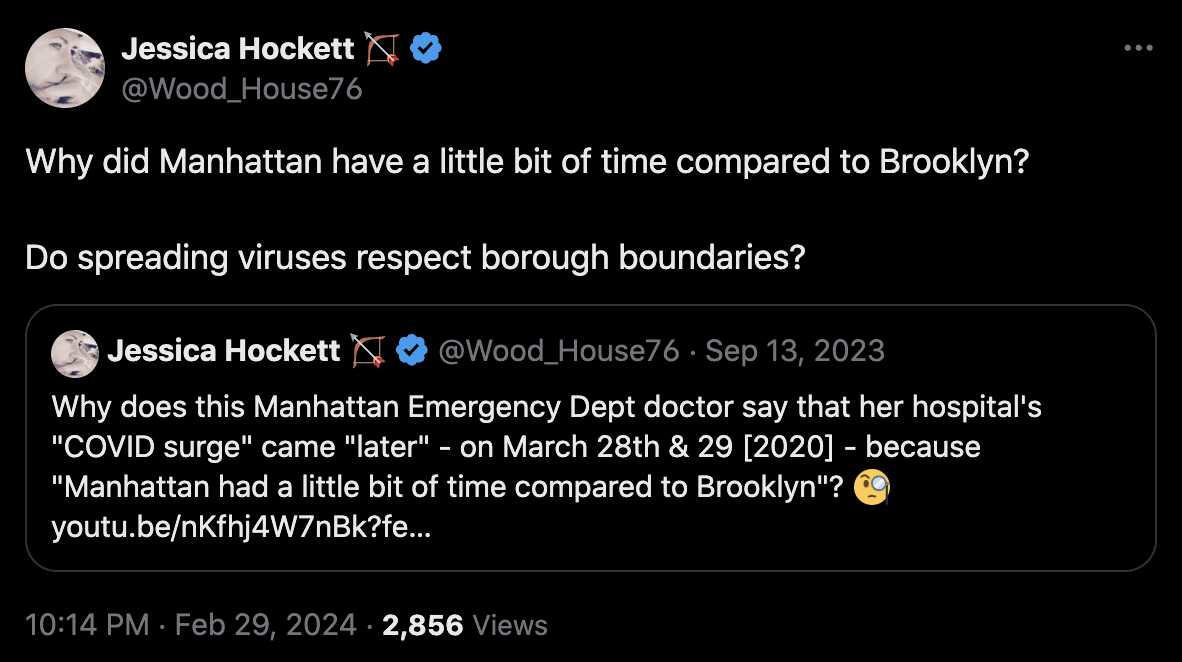 Jessica Hockett 🏹
@Wood_House76
Why did Manhattan have a little bit of time compared to Brooklyn?
Do spreading viruses respect borough boundaries?
Jessica Hockett 🏹 @Wood_House76 · Sep 13, 2023
Why does this Manhattan Emergency Dept doctor say that her hospital's
"COVID surge" came "later" - on March 28th & 29 [2020] - because
"Manhattan had a little bit of time compared to Brooklyn"? 🧐
youtu.be/nKfhj4W7nBk?fe...
10:14 PM · Feb 29, 2024 · 2,856 Views